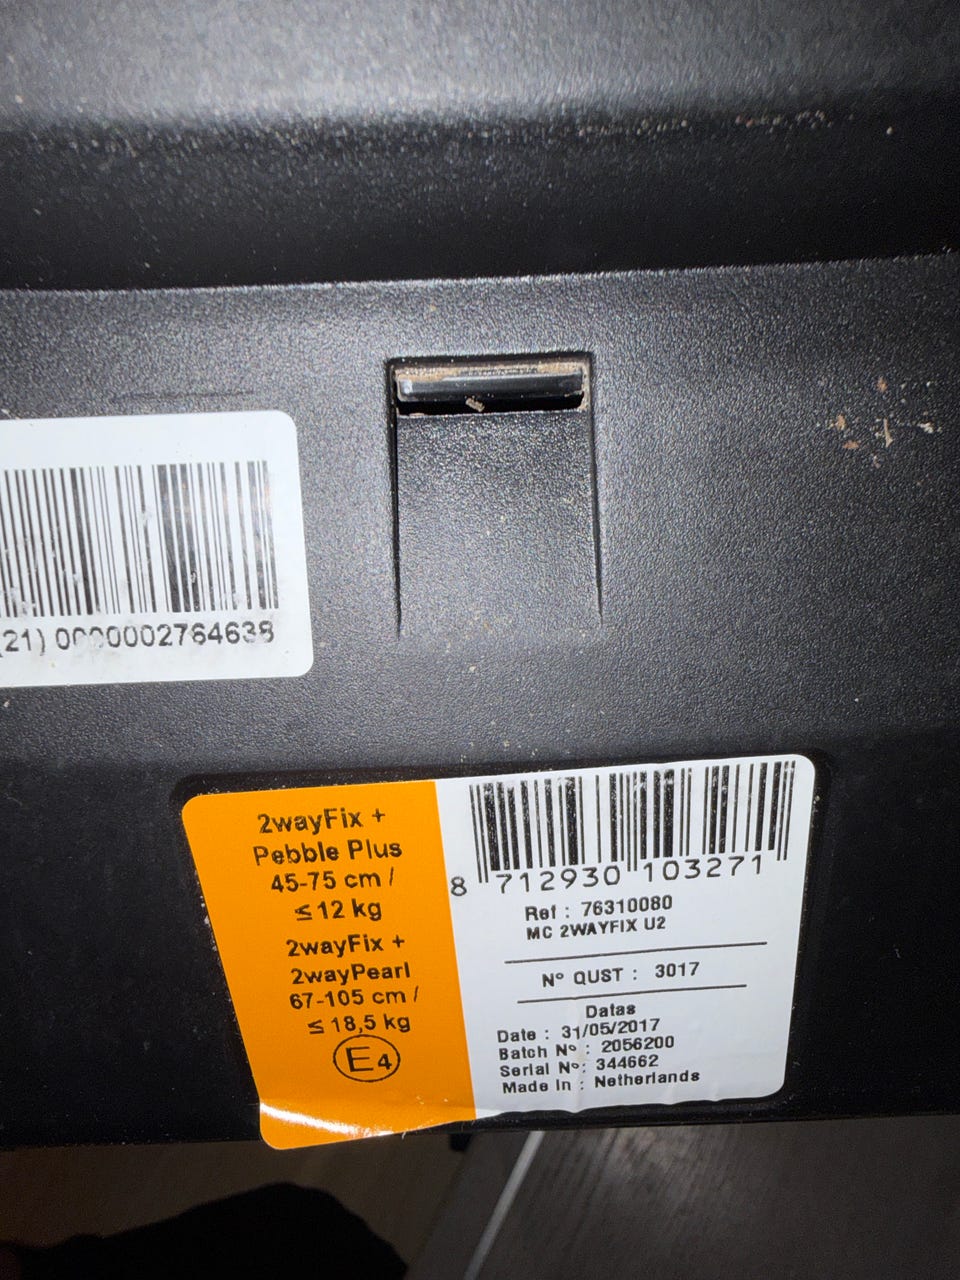 (21) 0000002764638
2wayFix +
Pebble Plus
45-75 cm /
≤12 kg
2wayFix +
2wayPearl
67-105 cm /
≤18,5 kg
E4
8 712930 103271
Ref : 76310080
MC 2WAYFIX U2
N° QUST : 3017
Datas
Date : 31/05/2017
Batch N° : 2056200
Serial N° : 344662
Made In : Netherlands